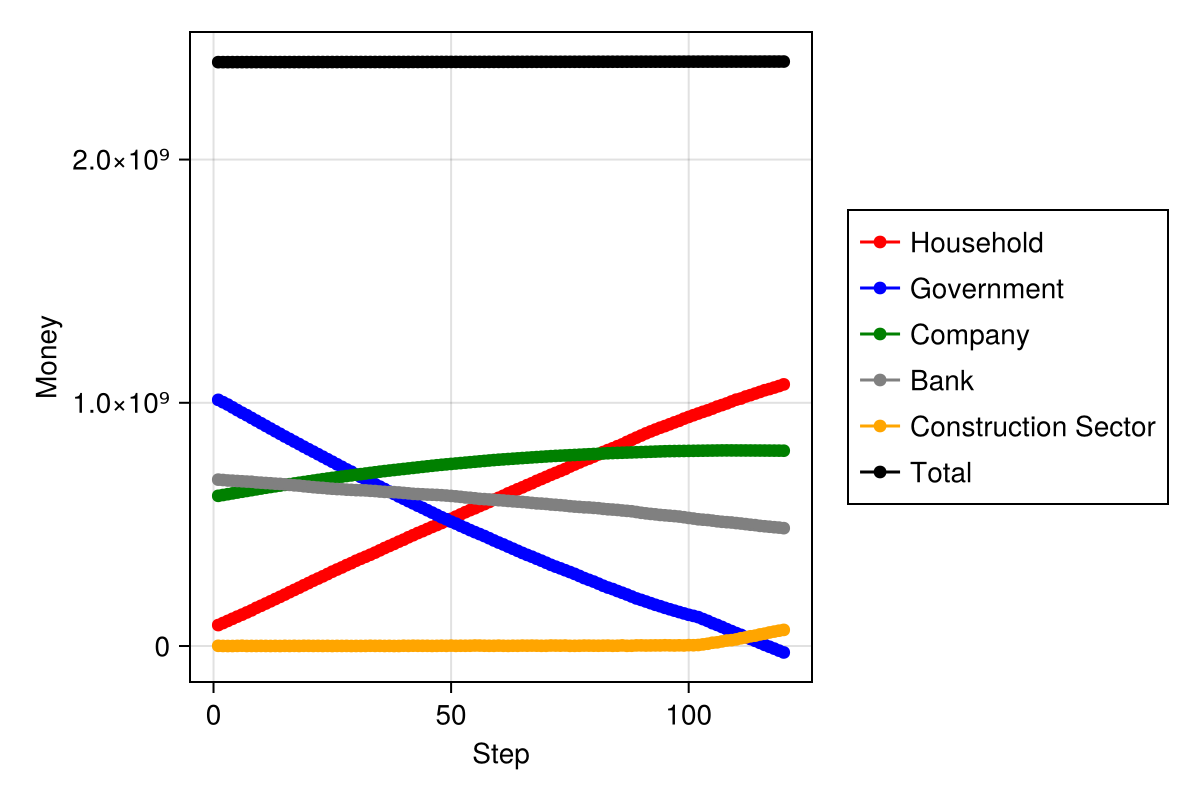 Money
2.0×10⁹
1.0×10⁹
0
0
50
100
Step
Household
Government
Company
Bank
Construction Sector
Total